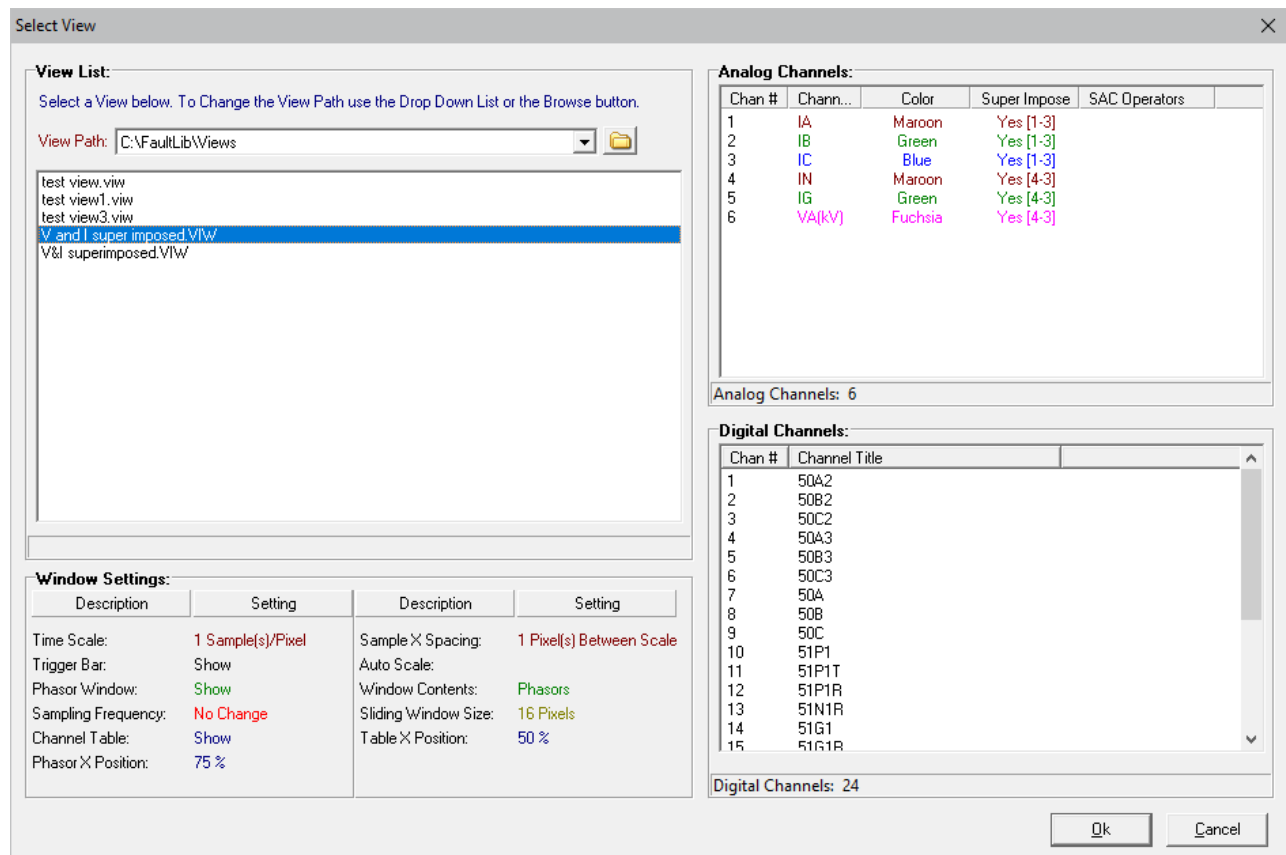 Select View
View List:
Select a View below. To Change the View Path use the Drop Down List or the Browse button.
View Path: C:\FaultLib\Views
test view.viw
test view1.viw
test view3.viw
V and I super imposed.VIW
V&I superimposed.VIW
Window Settings:
Description Setting Description Setting
Time Scale: 1 Sample(s)/Pixel Sample X Spacing: 1 Pixel(s) Between Scale
Trigger Bar: Show Auto Scale:
Phasor Window: Show Window Contents: Phasors
Sampling Frequency: No Change Sliding Window Size: 16 Pixels
Channel Table: Show Table X Position: 50 %
Phasor X Position: 75 %
Analog Channels:
Chan # Chann... Color Super Impose SAC Operators
1 IA Maroon Yes [1-3]
2 IB Green Yes [1-3]
3 IC Blue Yes [1-3]
4 IN Maroon Yes [4-3]
5 IG Green Yes [4-3]
6 VA(kV) Fuchsia Yes [4-3]
Analog Channels: 6
Digital Channels:
Chan # Channel Title
1 50A2
2 50B2
3 50C2
4 50A3
5 50B3
6 50C3
7 50A
8 50B
9 50C
10 51P1
11 51P1T
12 51P1R
13 51N1R
14 51G1
15 51G1R
Digital Channels: 24
Ok Cancel